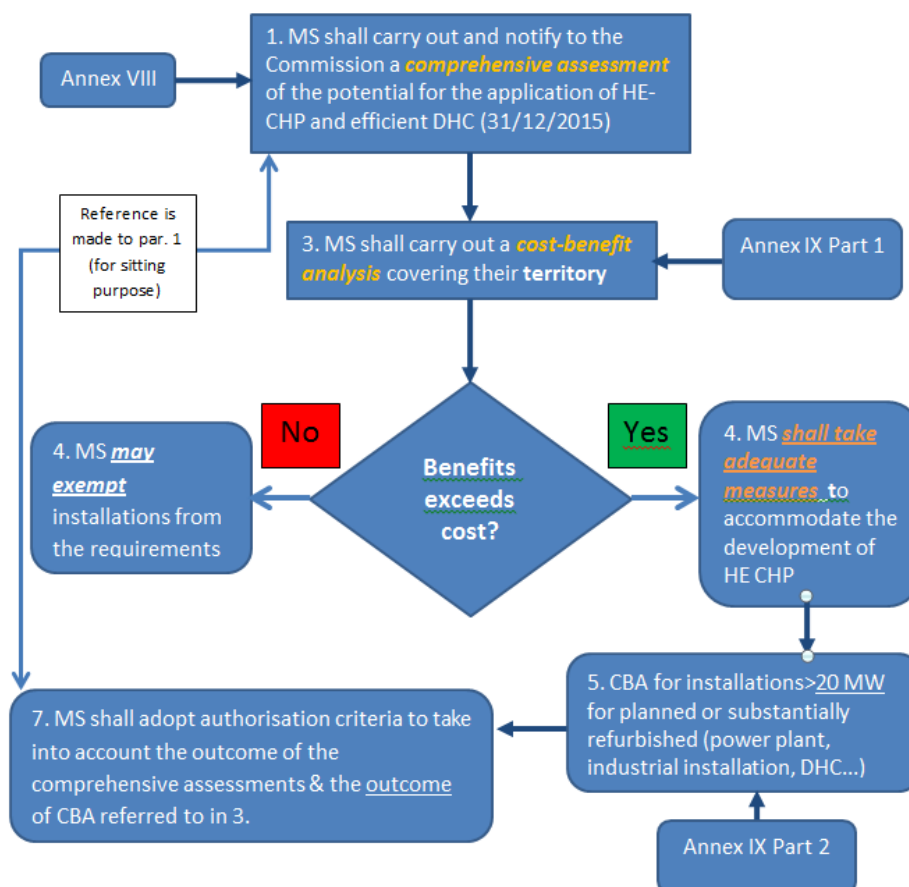 1. MS shall carry out and notify to the
Commission a comprehensive assessment
of the potential for the application of HE-
CHP and efficient DHC (31/12/2015)
Annex VIII
Reference is
made to par. 1
(for sitting
purpose)
3. MS shall carry out a cost-benefit
analysis covering their territory
Annex IX Part 1
No
Yes
4. MS may
exempt
installations from
the requirements
Benefits
exceeds
cost?
4. MS shall take
adequate
measures to
accommodate the
development of
HE CHP
5. CBA for installations>20 MW
for planned or substantially
refurbished (power plant,
industrial installation, DHC...)
7. MS shall adopt authorisation criteria to take
into account the outcome of the
comprehensive assessments & the outcome
of CBA referred to in 3.
Annex IX Part 2